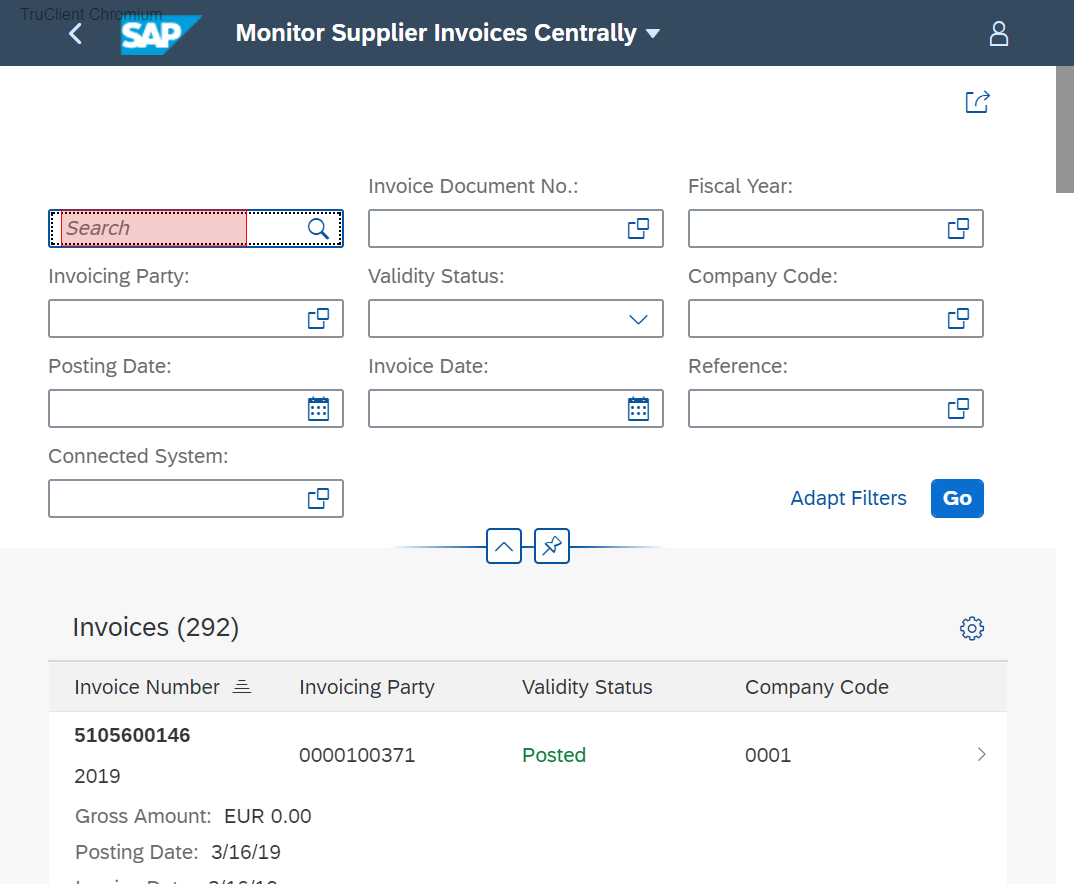 TruClient Chromium
SAP
Monitor Supplier Invoices Centrally
Invoice Document No.:
Fiscal Year:
Search
Invoicing Party:
Validity Status:
Company Code:
Posting Date:
Invoice Date:
Reference:
Connected System:
Adapt Filters
Go
Invoices (292)
Invoice Number
Invoicing Party
Validity Status
Company Code
5105600146
2019
0000100371
Posted
0001
Gross Amount: EUR 0.00
Posting Date: 3/16/19